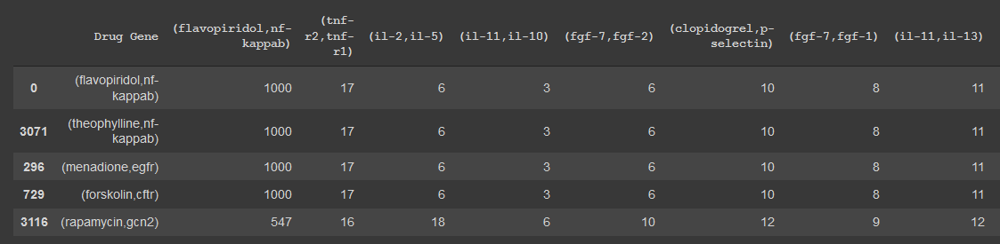 Drug Gene (flavopiridol,nf-kappab) (tnf-r2,tnf-r1) (il-2,il-5) (il-11,il-10) (fgf-7,fgf-2) (clopidogrel,p-selectin) (fgf-7,fgf-1) (il-11,il-13)
0 (flavopiridol,nf-kappab) 1000 17 6 3 6 10 8 11
3071 (theophylline,nf-kappab) 1000 17 6 3 6 10 8 11
296 (menadione,egfr) 1000 17 6 3 6 10 8 11
729 (forskolin,cftr) 1000 17 6 3 6 10 8 11
3116 (rapamycin,gcn2) 547 16 18 6 10 12 9 12